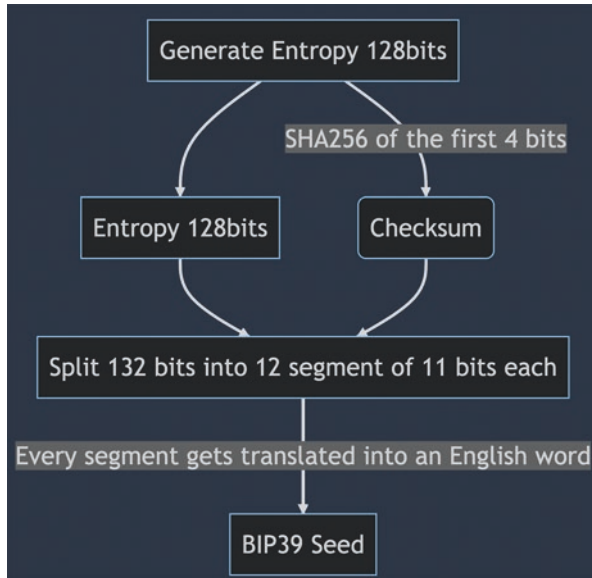 Generate Entropy 128bits
SHA256 of the first 4 bits
Entropy 128bits
Checksum
Split 132 bits into 12 segment of 11 bits each
Every segment gets translated into an English word
BIP39 Seed